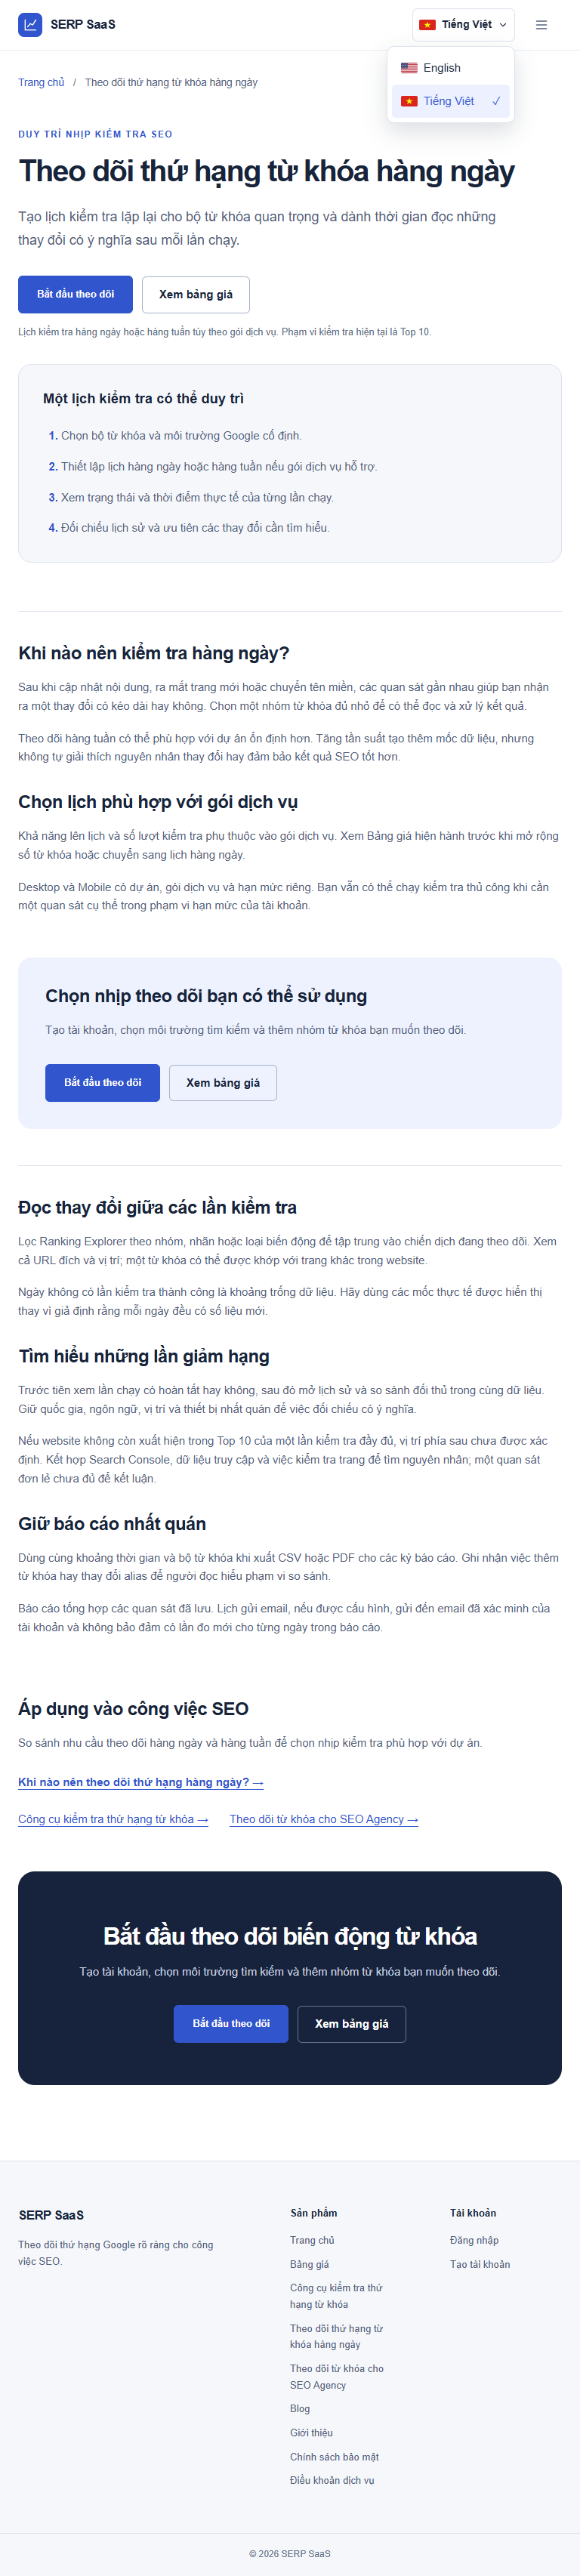 SERP SaaS
Tiếng Việt
English
Tiếng Việt ✓
Trang chủ / Theo dõi thứ hạng từ khóa hàng ngày
DUY TRÌ NHỊP KIỂM TRA SEO
Theo dõi thứ hạng từ khóa hàng ngày
Tạo lịch kiểm tra lặp lại cho bộ từ khóa quan trọng và dành thời gian đọc những
thay đổi có ý nghĩa sau mỗi lần chạy.
Bắt đầu theo dõi
Xem bảng giá
Lịch kiểm tra hàng ngày hoặc hàng tuần tùy theo gói dịch vụ. Phạm vi kiểm tra hiện tại là Top 10.
Một lịch kiểm tra có thể duy trì
1. Chọn bộ từ khóa và môi trường Google cố định.
2. Thiết lập lịch hàng ngày hoặc hàng tuần nếu gói dịch vụ hỗ trợ.
3. Xem trạng thái và thời điểm thực tế của từng lần chạy.
4. Đối chiếu lịch sử và ưu tiên các thay đổi cần tìm hiểu.
Khi nào nên kiểm tra hàng ngày?
Sau khi cập nhật nội dung, ra mắt trang mới hoặc chuyển tên miền, các quan sát gần nhau giúp bạn nhận
ra một thay đổi có kéo dài hay không. Chọn một nhóm từ khóa đủ nhỏ để có thể đọc và xử lý kết quả.
Theo dõi hàng tuần có thể phù hợp với dự án ổn định hơn. Tăng tần suất tạo thêm mốc dữ liệu, nhưng
không tự giải thích nguyên nhân thay đổi hay đảm bảo kết quả SEO tốt hơn.
Chọn lịch phù hợp với gói dịch vụ
Khả năng lên lịch và số lượt kiểm tra phụ thuộc vào gói dịch vụ. Xem Bảng giá hiện hành trước khi mở rộng
số từ khóa hoặc chuyển sang lịch hàng ngày.
Desktop và Mobile có dự án, gói dịch vụ và hạn mức riêng. Bạn vẫn có thể chạy kiểm tra thủ công khi cần
một quan sát cụ thể trong phạm vi hạn mức của tài khoản.
Chọn nhịp theo dõi bạn có thể sử dụng
Tạo tài khoản, chọn môi trường tìm kiếm và thêm nhóm từ khóa bạn muốn theo dõi.
Bắt đầu theo dõi
Xem bảng giá
Đọc thay đổi giữa các lần kiểm tra
Lọc Ranking Explorer theo nhóm, nhãn hoặc loại biến động để tập trung vào chiến dịch đang theo dõi. Xem
cả URL đích và vị trí; một từ khóa có thể được khớp với trang khác trong website.
Ngày không có lần kiểm tra thành công là khoảng trống dữ liệu. Hãy dùng các mốc thực tế được hiển thị
thay vì giả định rằng mỗi ngày đều có số liệu mới.
Tìm hiểu những lần giảm hạng
Trước tiên xem lần chạy có hoàn tất hay không, sau đó mở lịch sử và so sánh đối thủ trong cùng dữ liệu.
Giữ quốc gia, ngôn ngữ, vị trí và thiết bị nhất quán để việc đối chiếu có ý nghĩa.
Nếu website không còn xuất hiện trong Top 10 của một lần kiểm tra đầy đủ, vị trí phía sau chưa được xác
định. Kết hợp Search Console, dữ liệu truy cập và việc kiểm tra trang để tìm nguyên nhân; một quan sát
đơn lẻ chưa đủ để kết luận.
Giữ báo cáo nhất quán
Dùng cùng khoảng thời gian và bộ từ khóa khi xuất CSV hoặc PDF cho các kỳ báo cáo. Ghi nhận việc thêm
từ khóa hay thay đổi alias để người đọc hiểu phạm vi so sánh.
Báo cáo tổng hợp các quan sát đã lưu. Lịch gửi email, nếu được cấu hình, gửi đến email đã xác minh của
tài khoản và không bảo đảm có lần đo mới cho từng ngày trong báo cáo.
Áp dụng vào công việc SEO
So sánh nhu cầu theo dõi hàng ngày và hàng tuần để chọn nhịp kiểm tra phù hợp với dự án.
Khi nào nên theo dõi thứ hạng hàng ngày? →
Công cụ kiểm tra thứ hạng từ khóa → Theo dõi từ khóa cho SEO Agency →
Bắt đầu theo dõi biến động từ khóa
Tạo tài khoản, chọn môi trường tìm kiếm và thêm nhóm từ khóa bạn muốn theo dõi.
Bắt đầu theo dõi
Xem bảng giá
SERP SaaS
Theo dõi thứ hạng Google rõ ràng cho công
việc SEO.
Sản phẩm
Trang chủ
Bảng giá
Công cụ kiểm tra thứ
hạng từ khóa
Theo dõi thứ hạng từ
khóa hàng ngày
Theo dõi từ khóa cho
SEO Agency
Blog
Giới thiệu
Chính sách bảo mật
Điều khoản dịch vụ
Tài khoản
Đăng nhập
Tạo tài khoản
© 2026 SERP SaaS